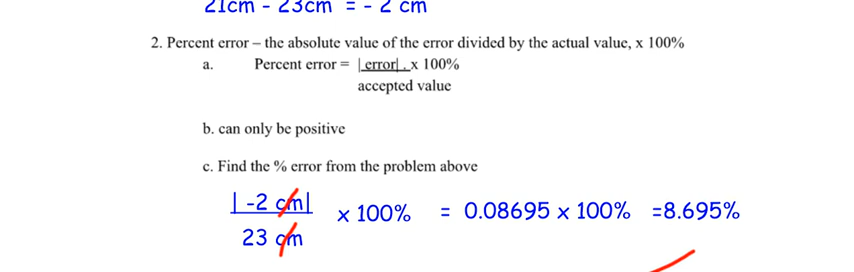 21cm - 23cm = - 2 cm
2. Percent error – the absolute value of the error divided by the actual value, x 100%
a. Percent error = | error| . x 100%
accepted value
b. can only be positive
c. Find the % error from the problem above
| -2 cm| x 100% = 0.08695 x 100% =8.695%
23 cm